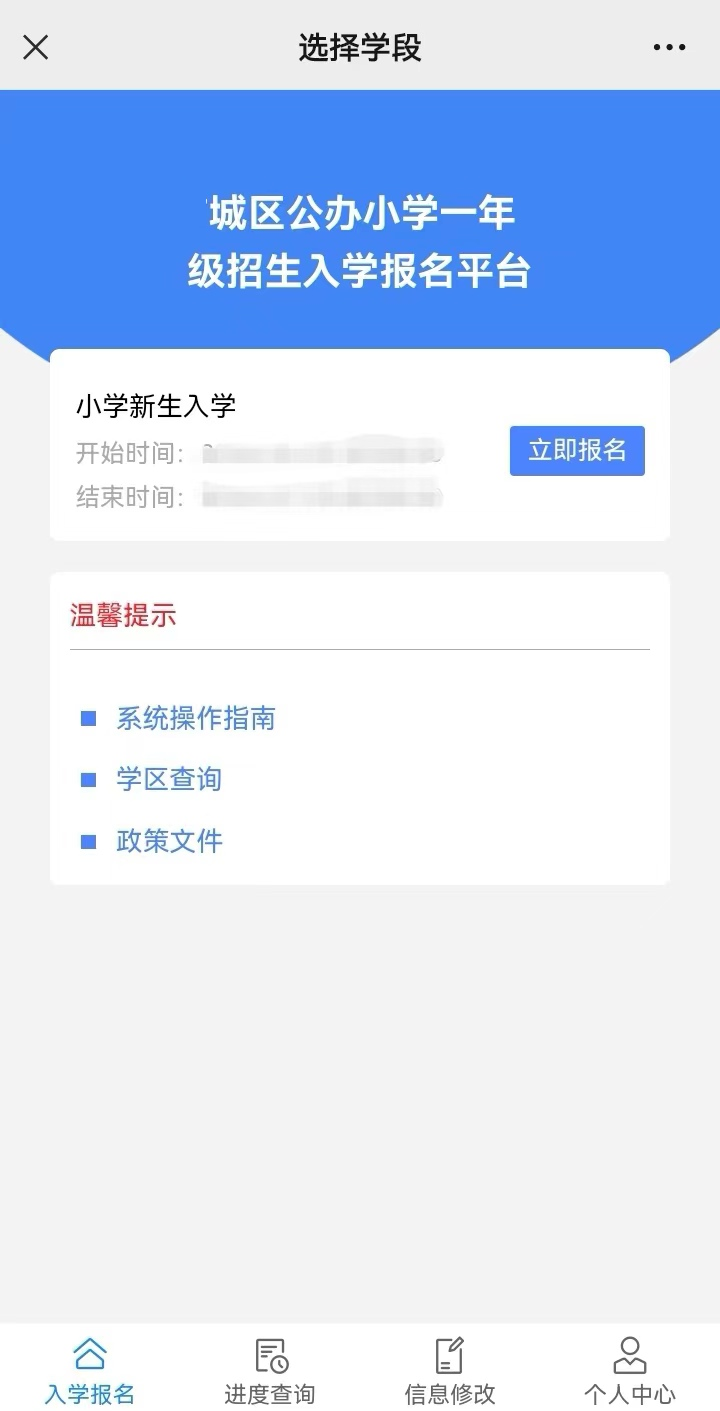 选择学段
城区公办小学一年
级招生入学报名平台
小学新生入学
开始时间：
立即报名
结束时间：
温馨提示
系统操作指南
学区查询
政策文件
入学报名
进度查询
信息修改
个人中心